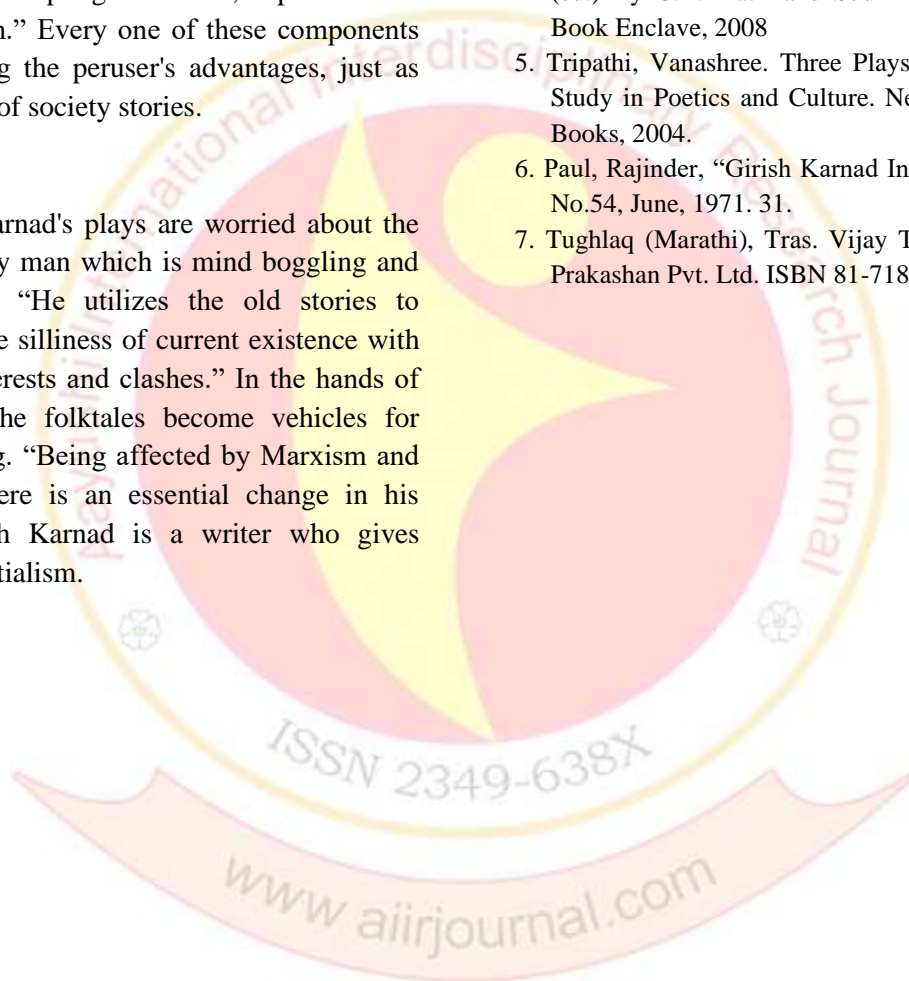 n.” Every one of these components
g the peruser's advantages, just as
of society stories.
arnad's plays are worried about the
y man which is mind boggling and
“He utilizes the old stories to
e silliness of current existence with
erests and clashes.” In the hands of
he folktales become vehicles for
g. “Being affected by Marxism and
ere is an essential change in his
h Karnad is a writer who gives
tialism.
Book Enclave, 2008
5. Tripathi, Vanashree. Three Plays
Study in Poetics and Culture. Ne
Books, 2004.
6. Paul, Rajinder, “Girish Karnad In
No.54, June, 1971. 31.
7. Tughlaq (Marathi), Tras. Vijay T
Prakashan Pvt. Ltd. ISBN 81-718
Aayushi International Interdisciplinary Research Journal
ISSN 2349-638X
www aiirjournal.com